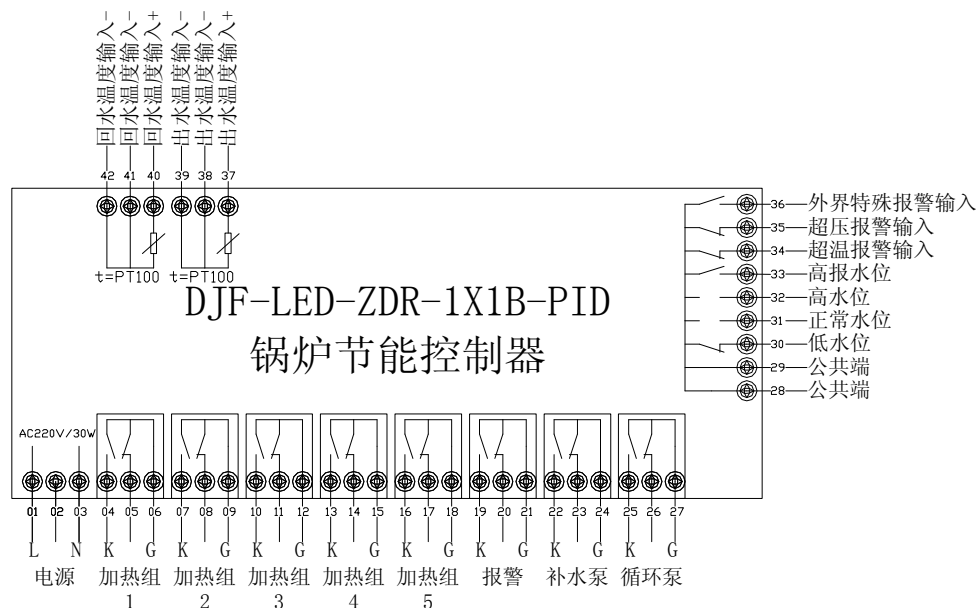 回水温度输入－
回水温度输入－
回水温度输入＋
出水温度输入－
出水温度输入－
出水温度输入＋
42 41 40 39 38 37
t=PT100 t=PT100
DJF-LED-ZDR-1X1B-PID
锅炉节能控制器
36 外界特殊报警输入
35 超压报警输入
34 超温报警输入
33 高报水位
32 高水位
31 正常水位
30 低水位
29 公共端
28 公共端
AC220V/30W
01 02 03 04 05 06 07 08 09 10 11 12 13 14 15 16 17 18 19 20 21 22 23 24 25 26 27
L N K G K G K G K G K G K G K G K G
电源 加热组 加热组 加热组 加热组 加热组 报警 补水泵 循环泵
1 2 3 4 5